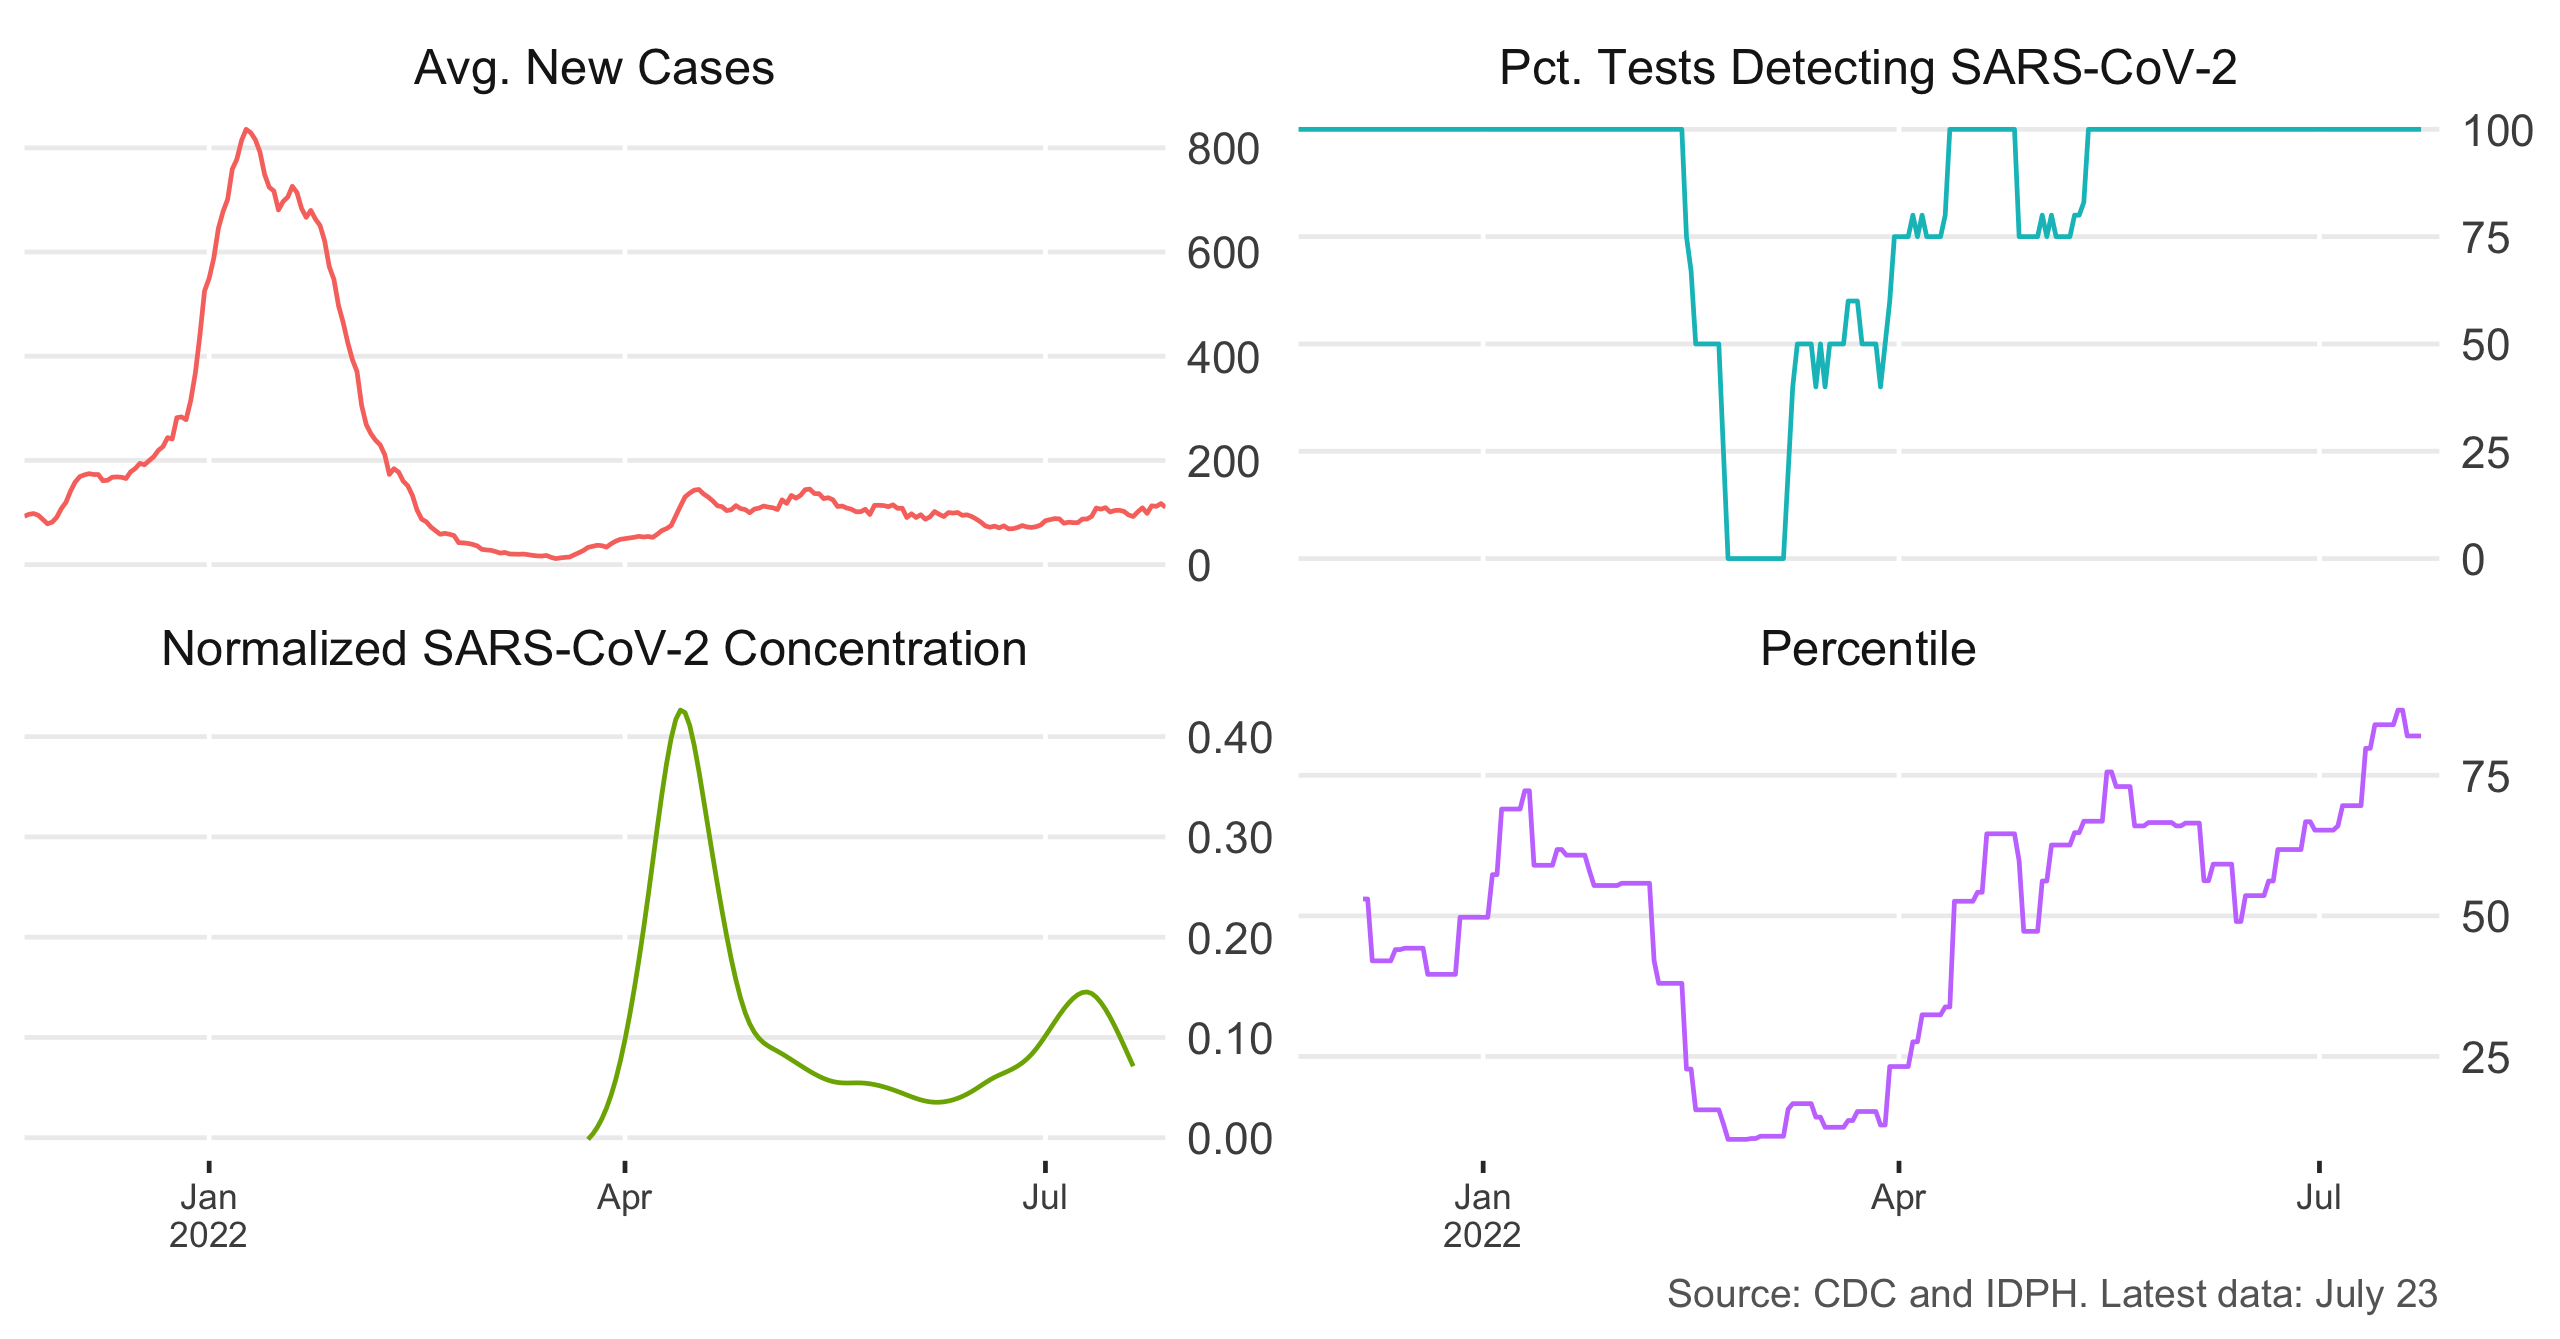 Avg. New Cases
800
600
400
200
0
Pct. Tests Detecting SARS-CoV-2
100
75
50
25
0
Normalized SARS-CoV-2 Concentration
0.40
0.30
0.20
0.10
0.00
Jan
2022
Apr
Jul
Percentile
75
50
25
Jan
2022
Apr
Jul
Source: CDC and IDPH. Latest data: July 23